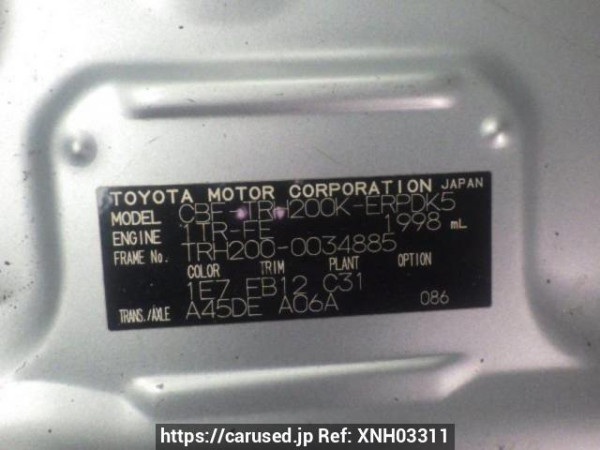 TOYOTA MOTOR CORPORATION JAPAN
MODEL CBF-TRH200K-ERPDK5
ENGINE 1TR-FE 1998 mL
FRAME No. TRH200-0034885
COLOR TRIM PLANT OPTION
1E7 FB12 C31
TRANS./AXLE A45DE A06A 086
https://carused.jp Ref: XNH03311